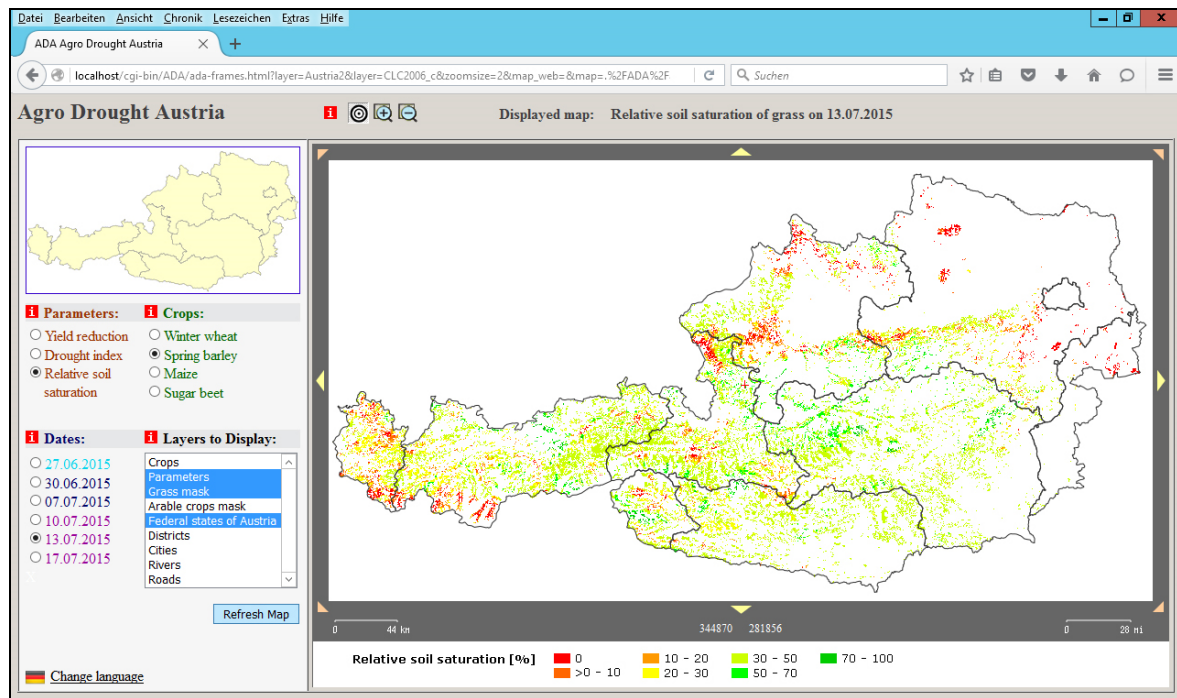 Datei Bearbeiten Ansicht Chronik Lesezeichen Extras Hilfe
ADA Agro Drought Austria
localhost/cgi-bin/ADA/ada-frames.html?layer=Austria2&layer=CLC2006_c&zoomsize=2&map_web=&map=.%2FADA%2F
Suchen
Agro Drought Austria
Displayed map: Relative soil saturation of grass on 13.07.2015
Parameters:
Yield reduction
Drought index
Relative soil
saturation
Crops:
Winter wheat
Spring barley
Maize
Sugar beet
Dates:
27.06.2015
30.06.2015
07.07.2015
10.07.2015
13.07.2015
17.07.2015
Layers to Display:
Crops
Parameters
Grass mask
Arable crops mask
Federal states of Austria
Districts
Cities
Rivers
Roads
Refresh Map
Change language
0 44 km
344870 281856
0 28 mi
Relative soil saturation [%]
0
>0 - 10
10 - 20
20 - 30
30 - 50
50 - 70
70 - 100